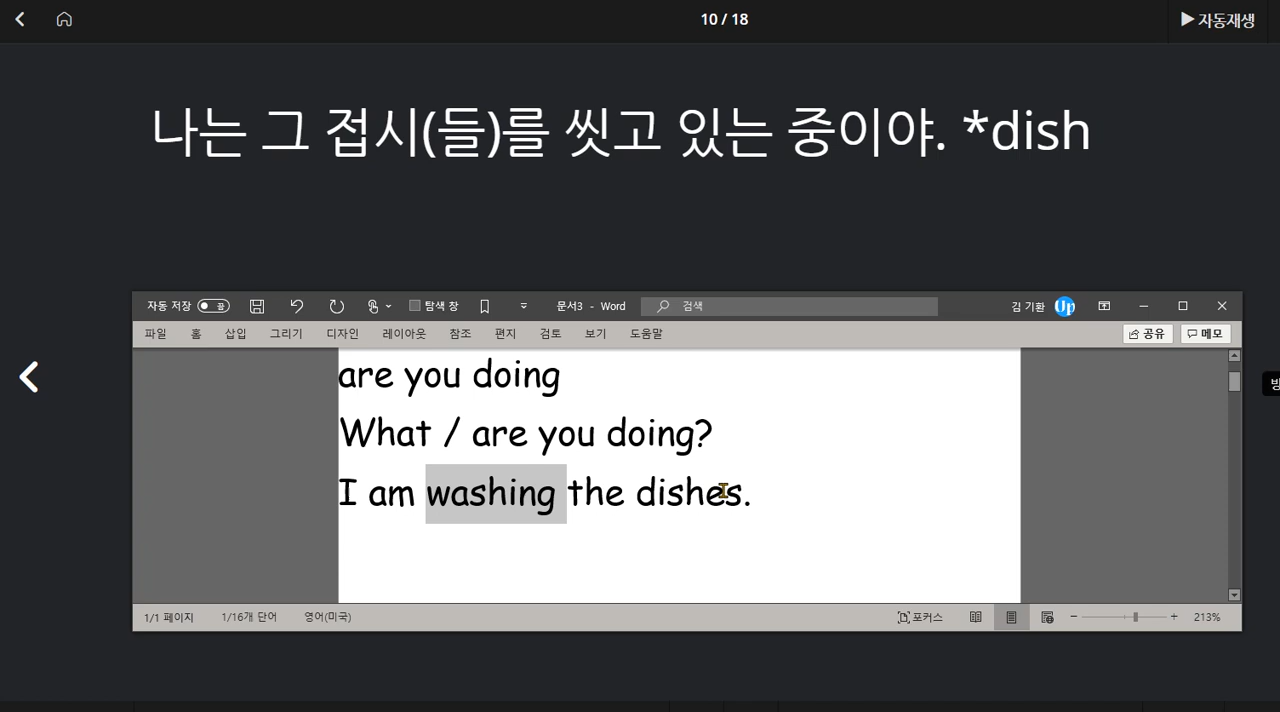 10 / 18
▶ 자동재생
나는 그 접시(들)를 씻고 있는 중이야. *dish
자동 저장 끔 탐색 창 문서3 - Word 검색 김 기환 Up
파일 홈 삽입 그리기 디자인 레이아웃 참조 편지 검토 보기 도움말 공유 메모
are you doing
What / are you doing?
I am washing the dishes.
1/1 페이지 1/16개 단어 영어(미국) 포커스 213%